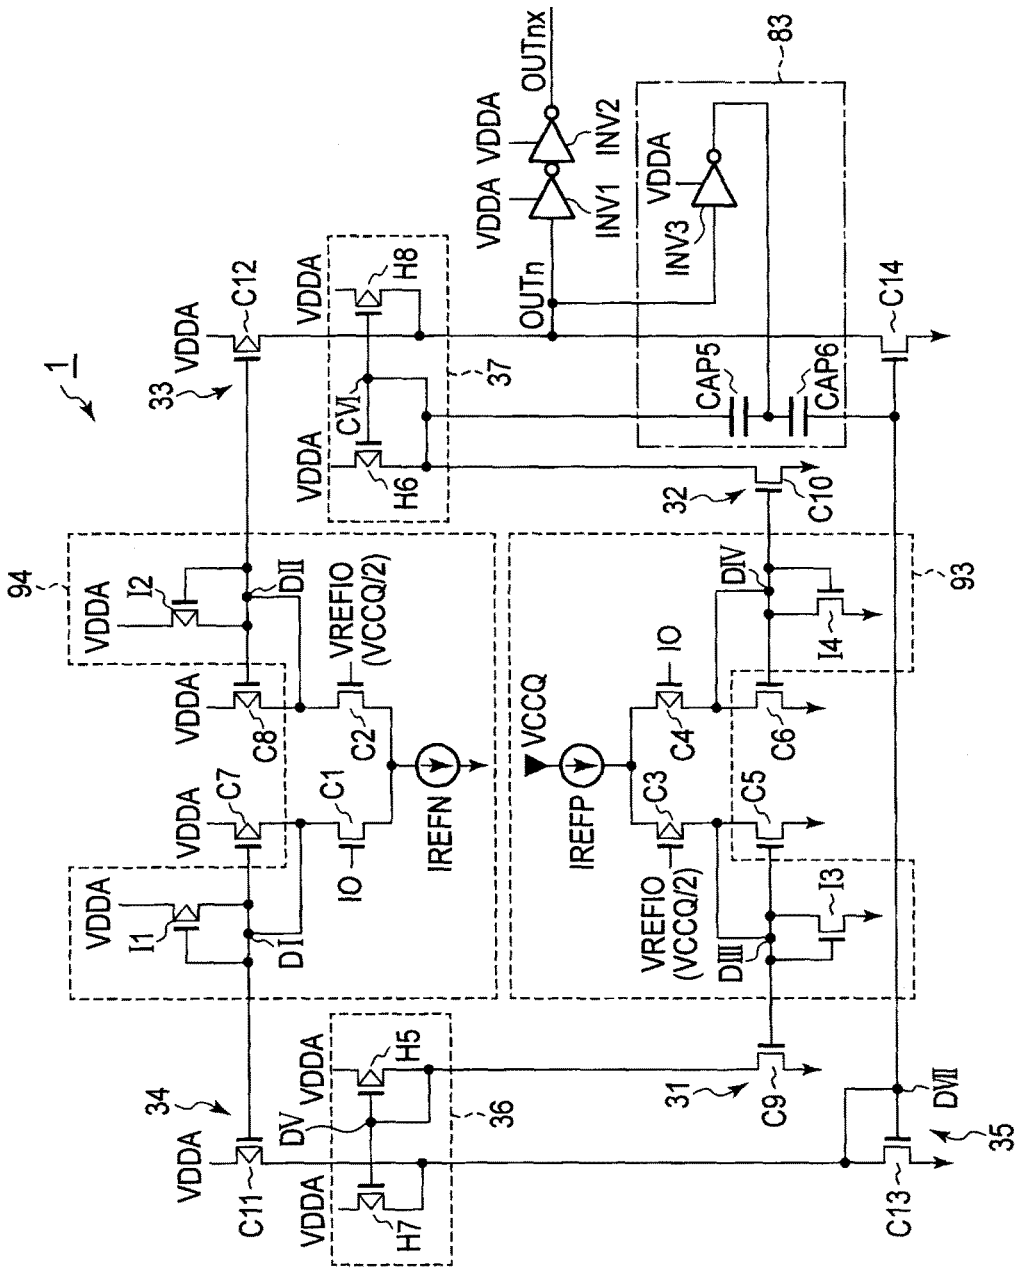 1
VDDA
VDDA
OUTnx
INV1
INV2
83
VDDA
INV3
OUTn
CAP5
CAP6
C14
VDDA
C12
33
VDDA
H8
CVI
VDDA
H6
37
32
C10
94
VDDA
I2
DII
VDDA
C8
VREFIO
(VCCQ/2)
C2
VDDA
C7
C1
IO
IREFN
VDDA
I1
DI
VCCQ
IREFP
IO
C4
DIV
93
I4
C6
C3
C5
VREFIO
(VCCQ/2)
DIII
I3
34
VDDA
C11
VDDA
H5
DV
VDDA
H7
36
31
C9
DVII
35
C13